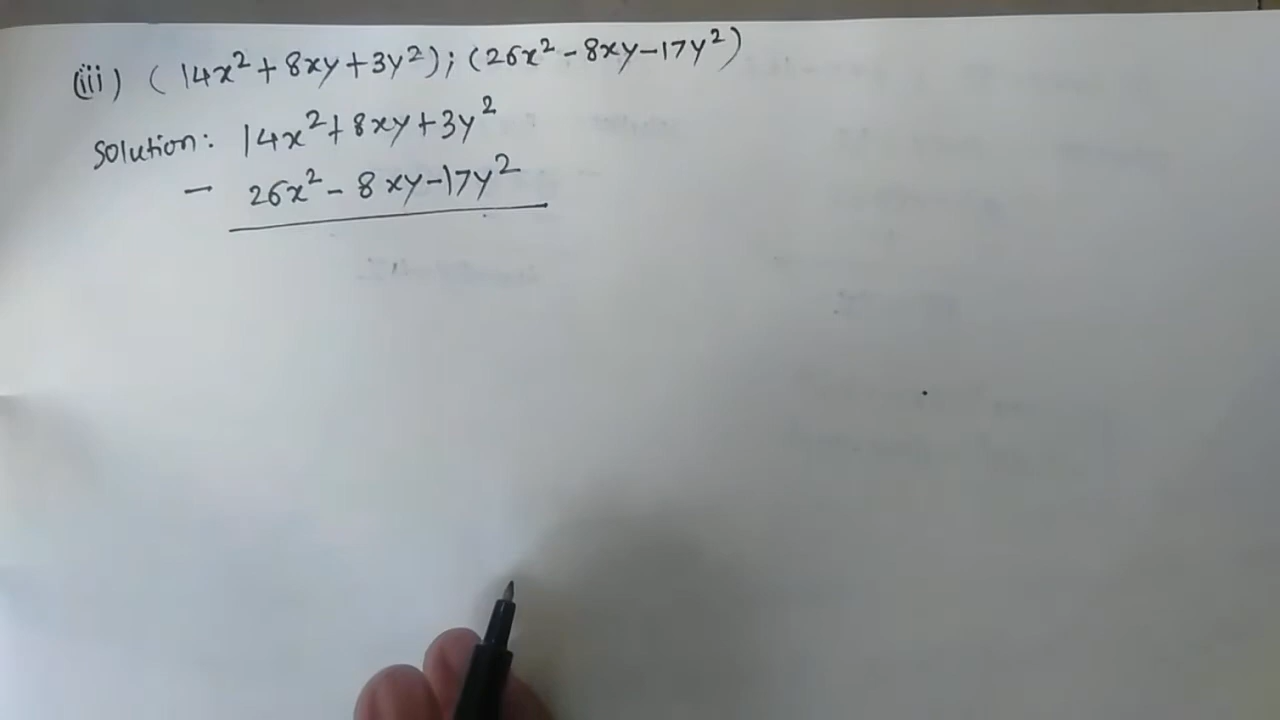 (iii) (14x²+8xy+3y²); (26x²-8xy-17y²)
Solution: 14x²+8xy+3y²
- 26x²-8xy-17y²